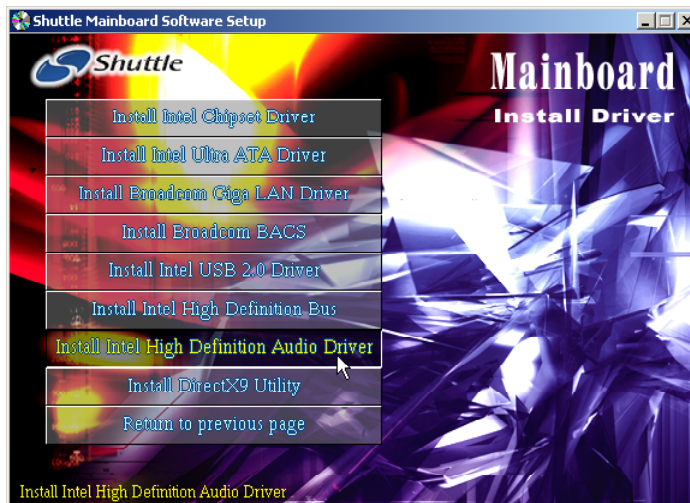 Shuttle Mainboard Software Setup
Shuttle
Mainboard
Install Driver
Install Intel Chipset Driver
Install Intel Ultra ATA Driver
Install Broadcom Giga LAN Driver
Install Broadcom BACS
Install Intel USB 2.0 Driver
Install Intel High Definition Bus
Install Intel High Definition Audio Driver
Install DirectX9 Utility
Return to previous page
Install Intel High Definition Audio Driver